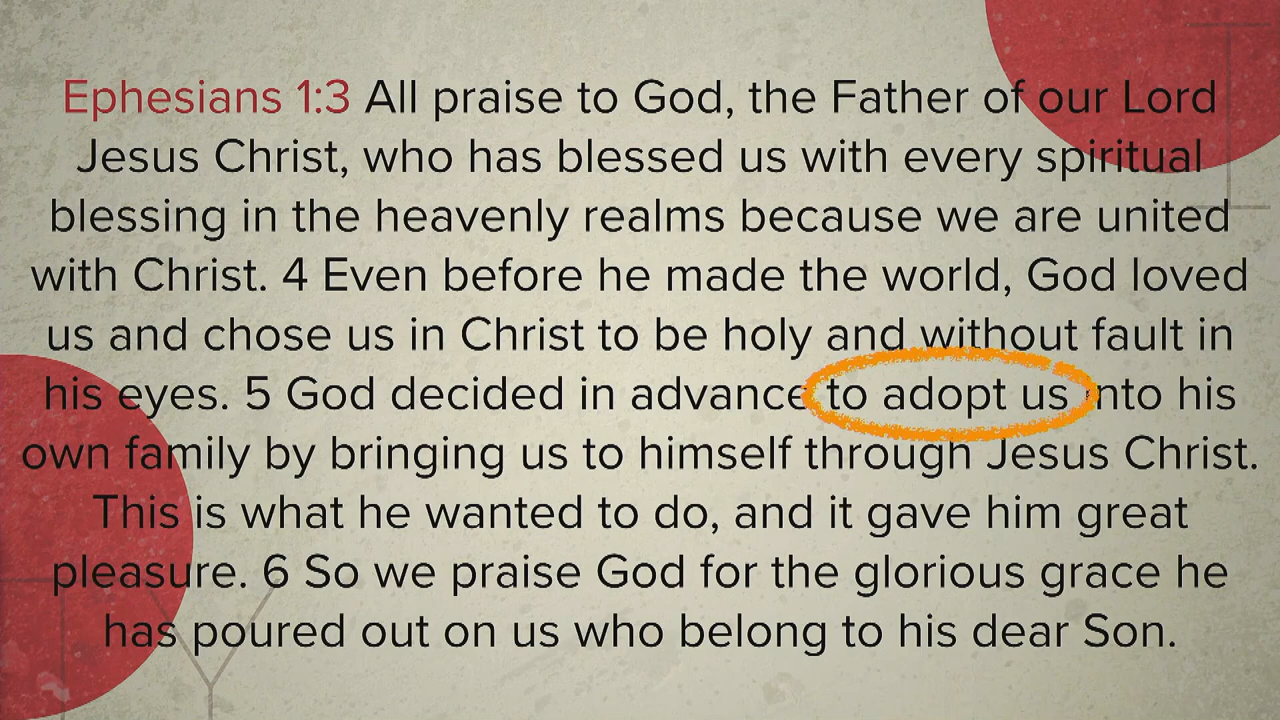 Ephesians 1:3 All praise to God, the Father of our Lord
Jesus Christ, who has blessed us with every spiritual
blessing in the heavenly realms because we are united
with Christ. 4 Even before he made the world, God loved
us and chose us in Christ to be holy and without fault in
his eyes. 5 God decided in advance to adopt us into his
own family by bringing us to himself through Jesus Christ.
This is what he wanted to do, and it gave him great
pleasure. 6 So we praise God for the glorious grace he
has poured out on us who belong to his dear Son.